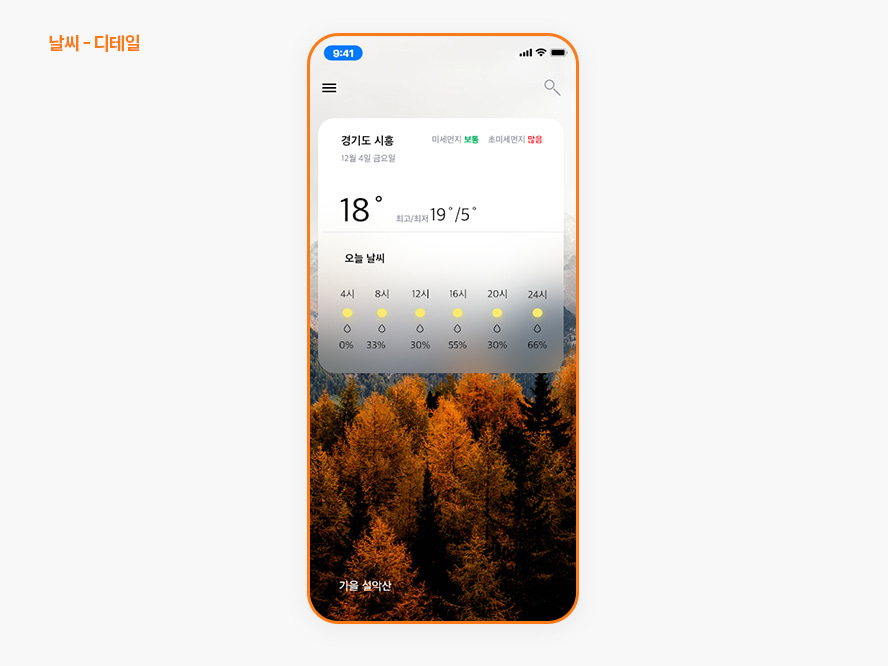 날씨 - 디테일
9:41
경기도 시흥
미세먼지 보통 초미세먼지 많음
12월 4일 금요일
18° 최고/최저 19°/5°
오늘 날씨
4시 8시 12시 16시 20시 24시
0% 33% 30% 55% 30% 66%
가을 설악산